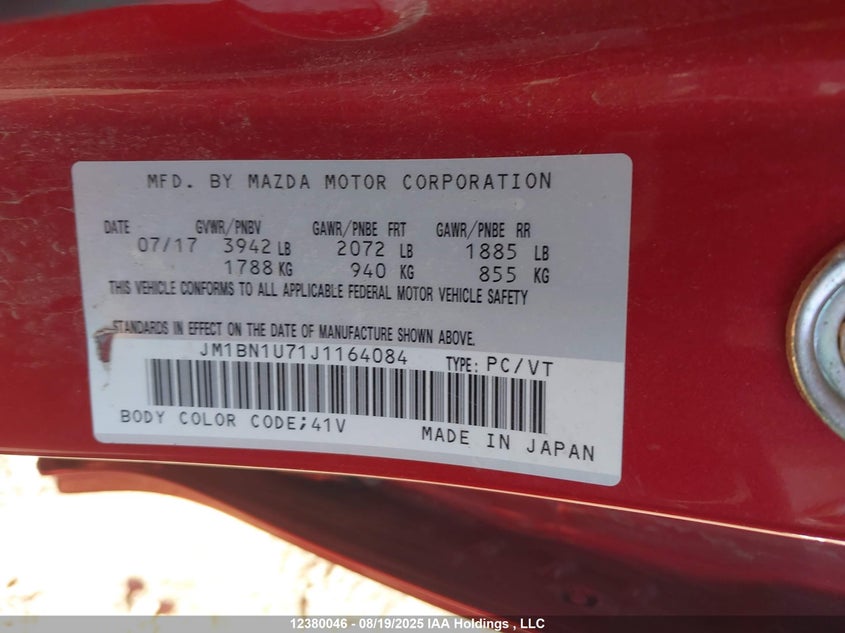 MFD. BY MAZDA MOTOR CORPORATION
DATE GVWR/PNBV GAWR/PNBE FRT GAWR/PNBE RR
07/17 3942 LB 2072 LB 1885 LB
1788 KG 940 KG 855 KG
THIS VEHICLE CONFORMS TO ALL APPLICABLE FEDERAL MOTOR VEHICLE SAFETY
STANDARDS IN EFFECT ON THE DATE OF MANUFACTURE SHOWN ABOVE.
JM1BN1U71J1164084 TYPE: PC/VT
BODY COLOR CODE;41V
MADE IN JAPAN
12380046 - 08/19/2025 IAA Holdings , LLC